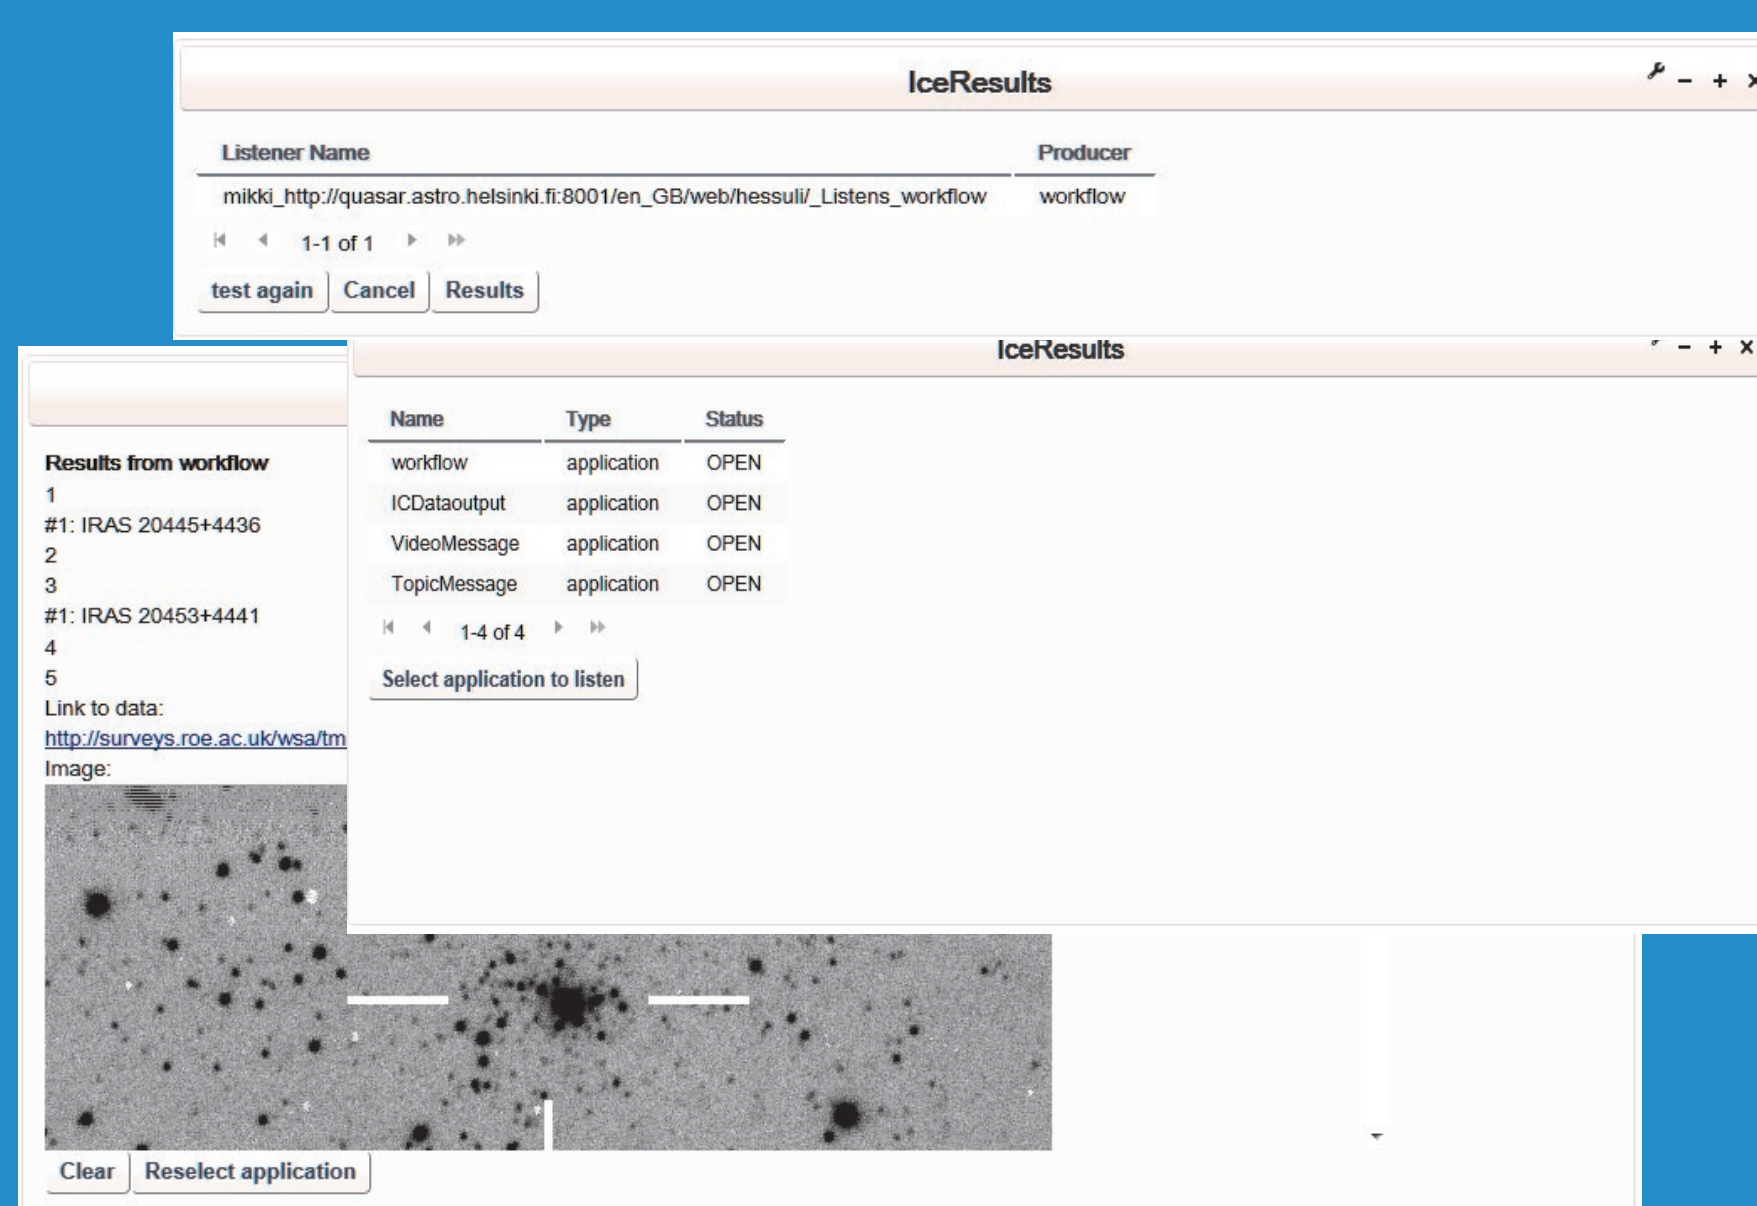 IceResults
Listener Name Producer
mikki_http://quasar.astro.helsinki.fi:8001/en_GB/web/hessuli/_Listens_workflow workflow
1-1 of 1
test again Cancel Results
IceResults
Name Type Status
workflow application OPEN
ICDataoutput application OPEN
VideoMessage application OPEN
TopicMessage application OPEN
1-4 of 4
Select application to listen
Results from workflow
1
#1: IRAS 20445+4436
2
3
#1: IRAS 20453+4441
4
5
Link to data:
http://surveys.roe.ac.uk/wsa/tm
Image:
Clear Reselect application